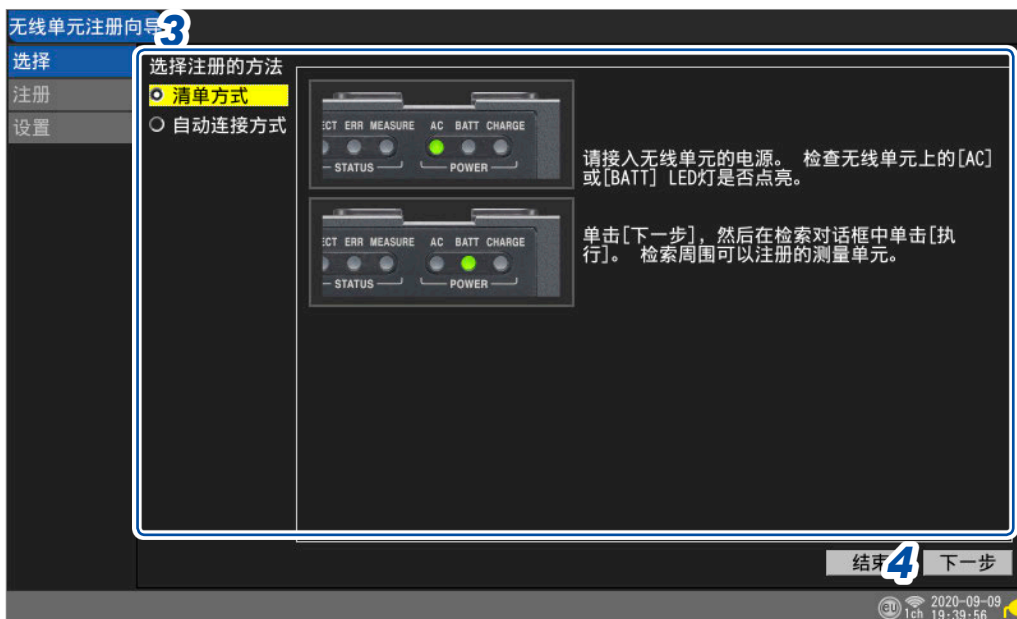 无线单元注册向导
3
选择
注册
设置
选择注册的方法
清单方式
自动连接方式
ECT ERR MEASURE AC BATT CHARGE
STATUS POWER
请接入无线单元的电源。 检查无线单元上的[AC]
或[BATT] LED灯是否点亮。
ECT ERR MEASURE AC BATT CHARGE
STATUS POWER
单击[下一步]，然后在检索对话框中单击[执
行]。 检索周围可以注册的测量单元。
结束
4
下一步
EU
1ch
2020-09-09
19:39:56